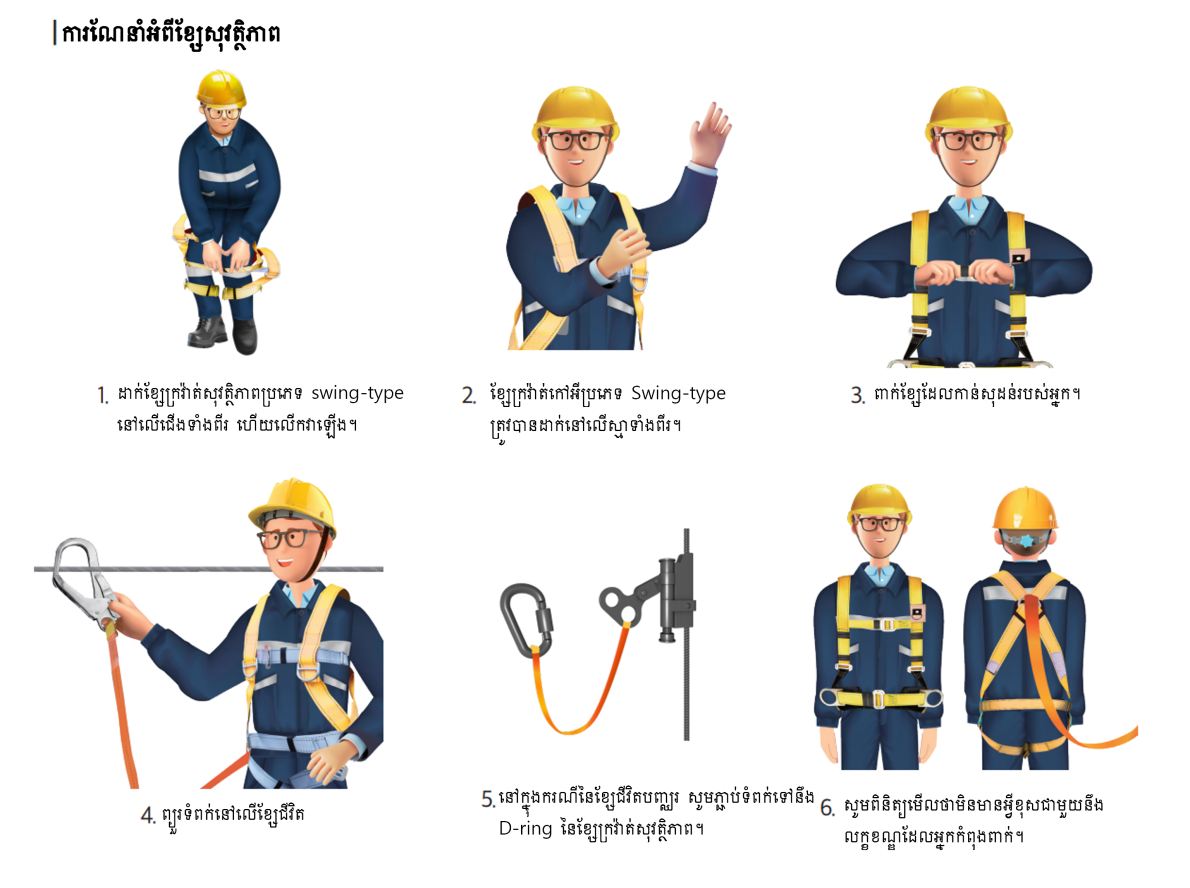 ការណែនាំអំពីខ្សែសុវត្ថិភាព
1. ដាក់ខ្សែក្រវ៉ាត់សុវត្ថិភាពប្រភេទ swing-type
នៅលើជើងទាំងពីរ ហើយលើកវាឡើង។
2. ខ្សែក្រវ៉ាត់កៅអីប្រភេទ Swing-type
ត្រូវបានដាក់នៅលើស្មាទាំងពីរ។
3. ពាក់ខ្សែដែលកាន់សុដន់របស់អ្នក។
4. ព្យួរទំពក់នៅលើខ្សែជីវិត
5. នៅក្នុងករណីនៃខ្សែជីវិតបញ្ឈរ សូមភ្ជាប់ទំពក់ទៅនឹង
D-ring នៃខ្សែក្រវ៉ាត់សុវត្ថិភាព។
6. សូមពិនិត្យមើលថាមិនមានអ្វីខុសជាមួយនឹង
លក្ខខណ្ឌដែលអ្នកកំពុងពាក់។